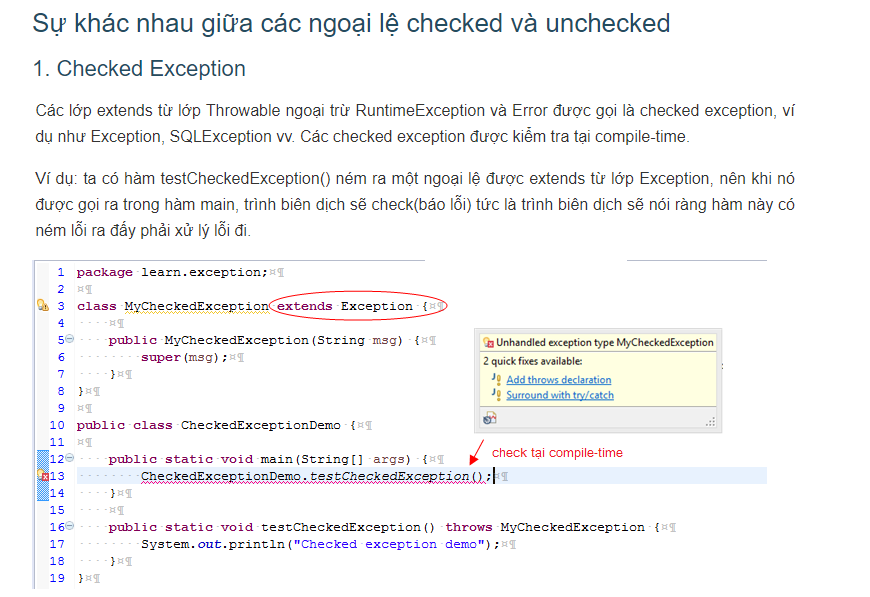 Sự khác nhau giữa các ngoại lệ checked và unchecked
1. Checked Exception
Các lớp extends từ lớp Throwable ngoại trừ RuntimeException và Error được gọi là checked exception, ví
dụ như Exception, SQLException vv. Các checked exception được kiểm tra tại compile-time.
Ví dụ: ta có hàm testCheckedException() ném ra một ngoại lệ được extends từ lớp Exception, nên khi nó
được gọi ra trong hàm main, trình biên dịch sẽ check(báo lỗi) tức là trình biên dịch sẽ nói ràng hàm này có
ném lỗi ra đấy phải xử lý lỗi đi.
1 package learn.exception;¤¶
2 ¤¶
3 class MyCheckedException extends Exception {¤¶
4 ····¤¶
5 ····public MyCheckedException(String msg) {¤¶
6 ········super(msg);¤¶
7 ····}¤¶
8 }¤¶
9 ¤¶
10 public class CheckedExceptionDemo {¤¶
11 ¤¶
12 ····public static void main(String[] args) {¤¶
13 ········CheckedExceptionDemo.testCheckedException();¤¶
14 ····}¤¶
15 ····¤¶
16 ····public static void testCheckedException() throws MyCheckedException {¤¶
17 ········System.out.println("Checked exception demo");¤¶
18 ····}¤¶
19 }¤¶
Unhandled exception type MyCheckedException
2 quick fixes available:
Add throws declaration
Surround with try/catch
check tại compile-time